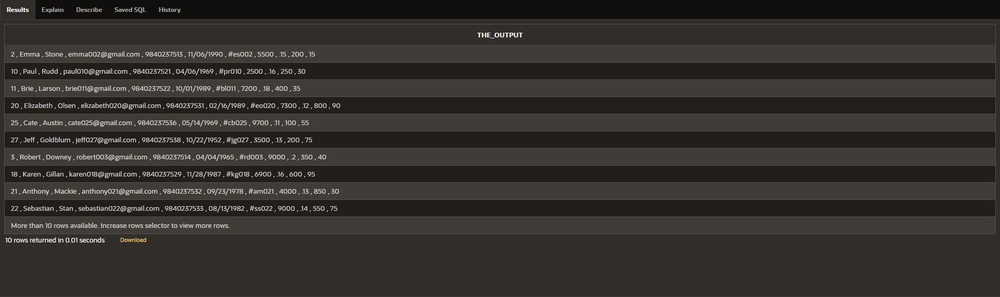 Results Explain Describe Saved SQL History
THE_OUTPUT
2 , Emma , Stone , emma002@gmail.com , 9840237513 , 11/06/1990 , #es002 , 5500 , .15 , 200 , 15
10 , Paul , Rudd , paul010@gmail.com , 9840237521 , 04/06/1969 , #pr010 , 2500 , .16 , 250 , 30
11 , Brie , Larson , brie011@gmail.com , 9840237522 , 10/01/1989 , #bl011 , 7200 , .18 , 400 , 35
20 , Elizabeth , Olsen , elizabeth020@gmail.com , 9840237531 , 02/16/1989 , #eo020 , 7300 , .12 , 800 , 90
25 , Cate , Austin , cate025@gmail.com , 9840237536 , 05/14/1969 , #cb025 , 9700 , .11 , 100 , 55
27 , Jeff , Goldblum , jeff027@gmail.com , 9840237538 , 10/22/1952 , #jg027 , 3500 , .13 , 200 , 75
3 , Robert , Downey , robert003@gmail.com , 9840237514 , 04/04/1965 , #rd003 , 9000 , .2 , 350 , 40
18 , Karen , Gillan , karen018@gmail.com , 9840237529 , 11/28/1987 , #kg018 , 6900 , .16 , 600 , 95
21 , Anthony , Mackie , anthony021@gmail.com , 9840237532 , 09/23/1978 , #am021 , 4000 , .13 , 850 , 30
22 , Sebastian , Stan , sebastian022@gmail.com , 9840237533 , 08/13/1982 , #ss022 , 9000 , .14 , 550 , 75
More than 10 rows available. Increase rows selector to view more rows.
10 rows returned in 0.01 seconds Download